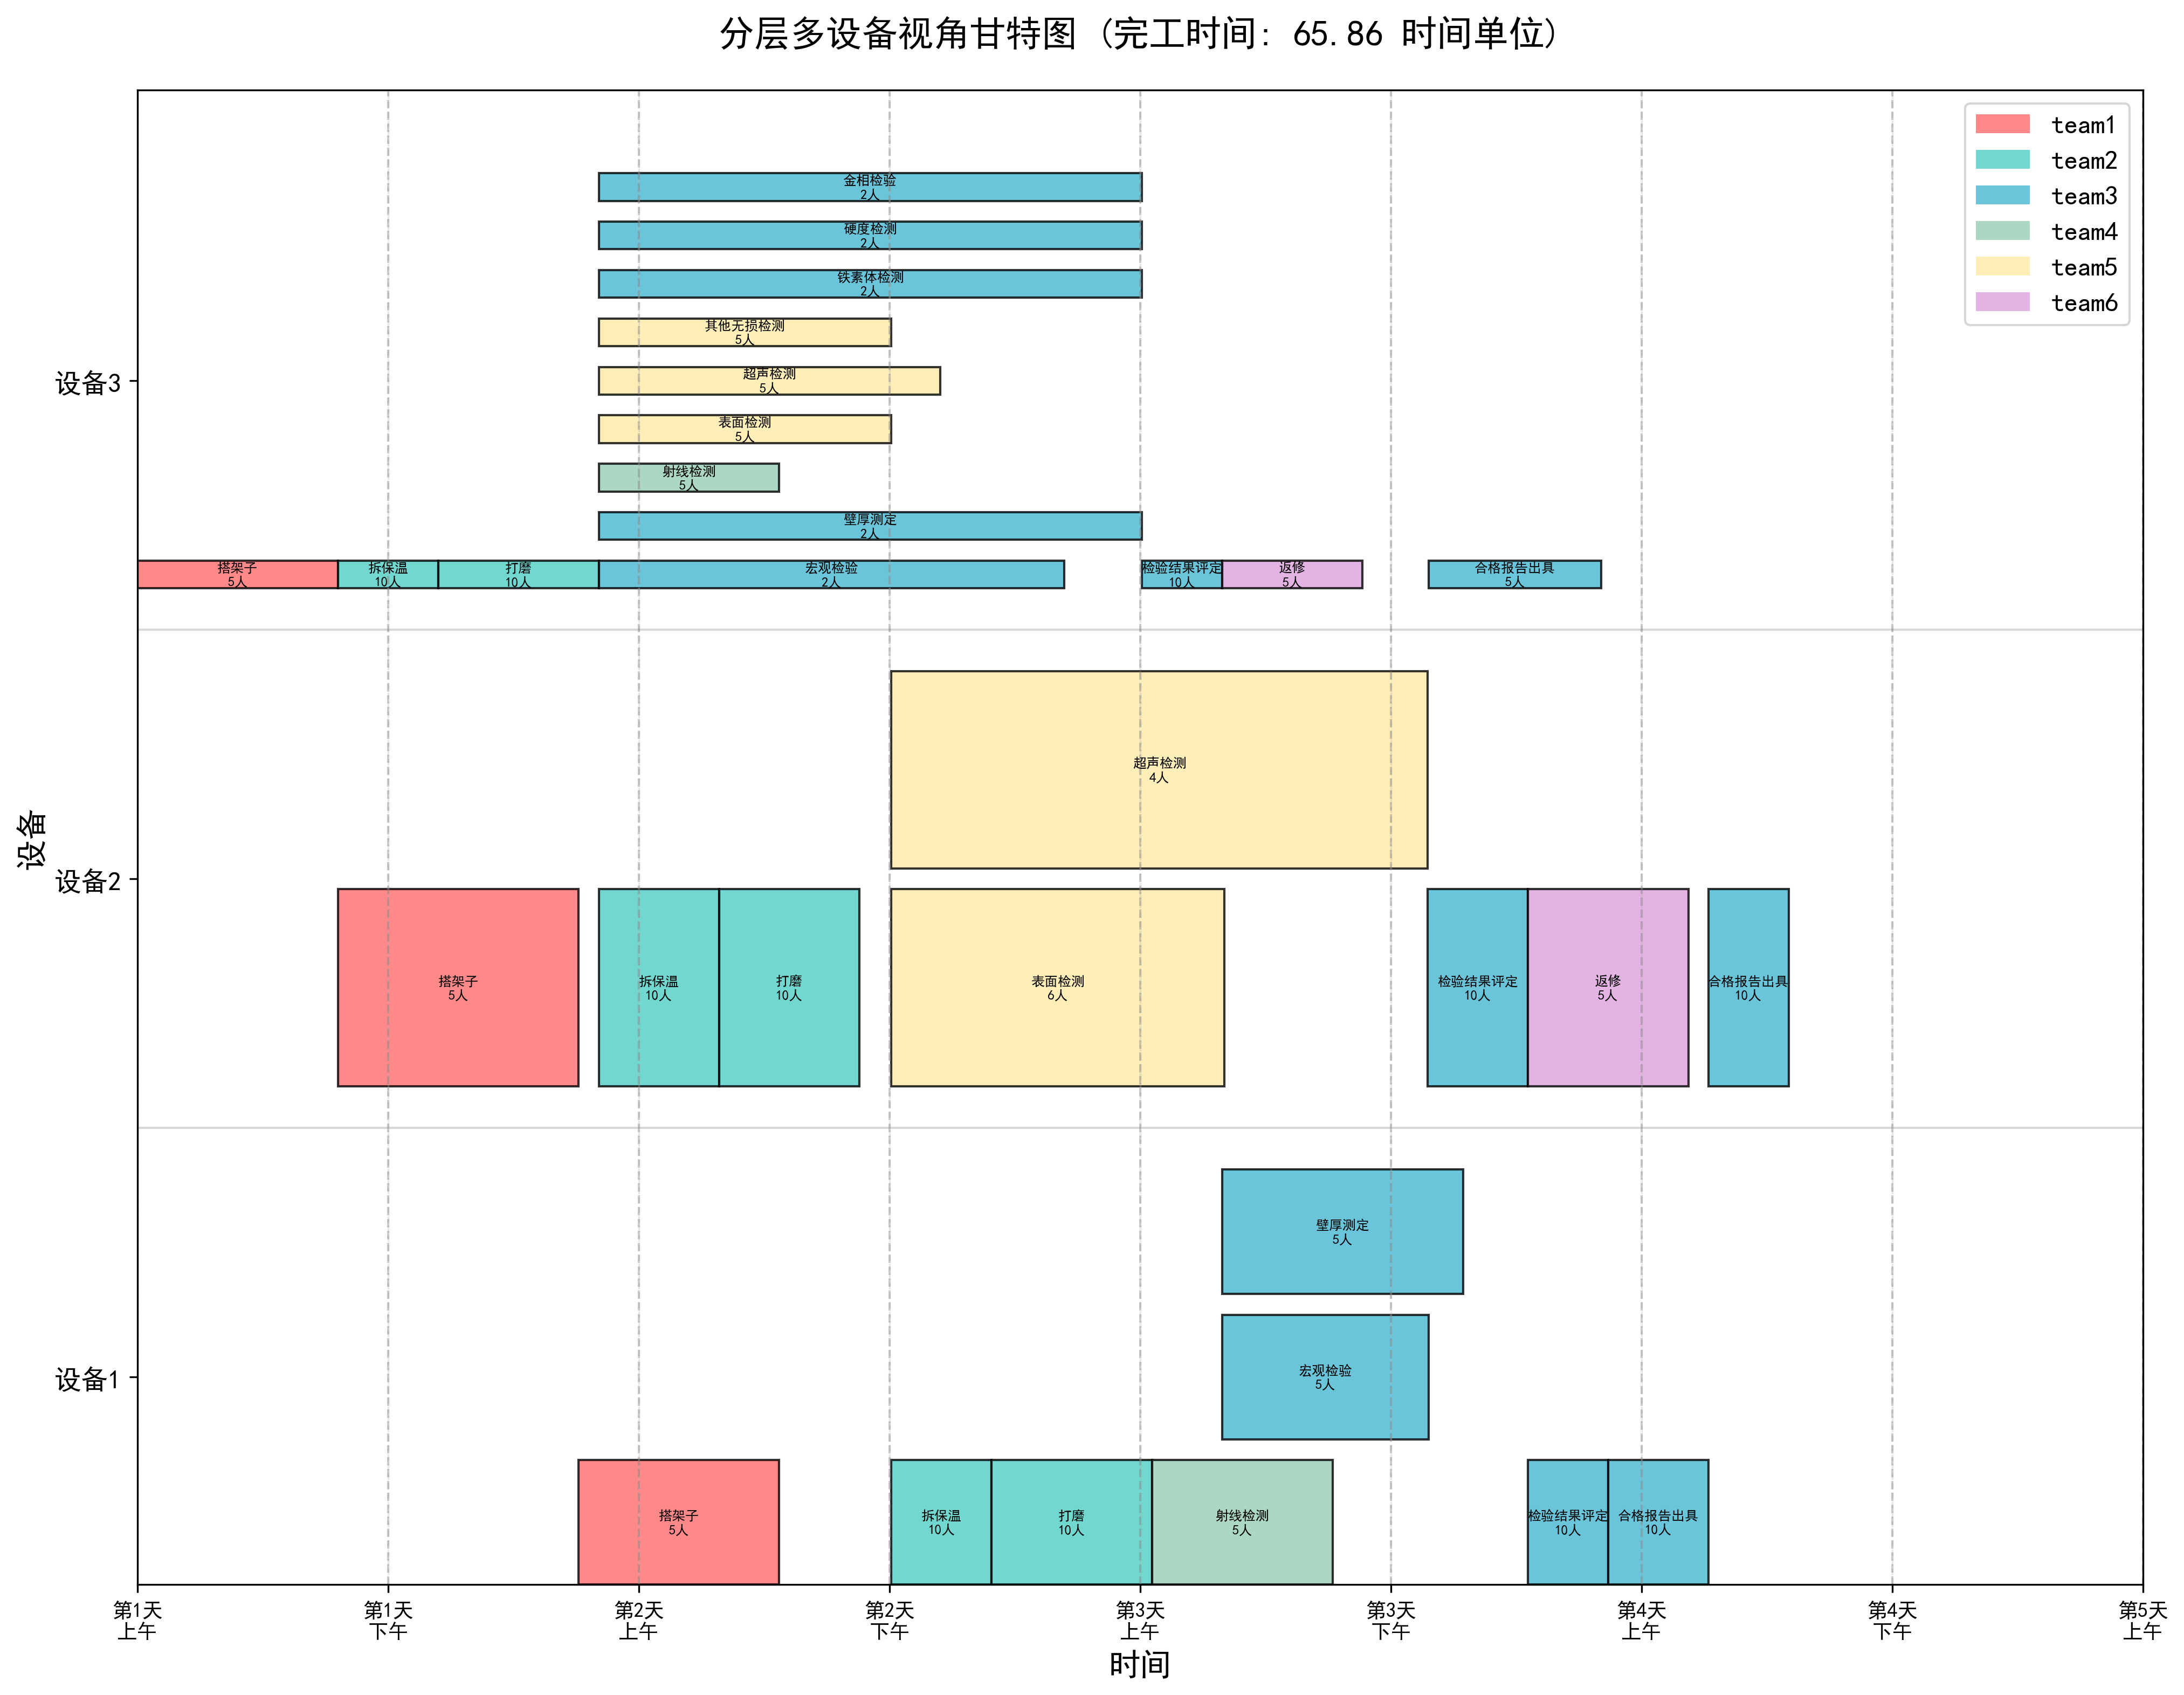 分层多设备视角甘特图 (完工时间: 65.86 时间单位)
team1
team2
team3
team4
team5
team6
设备
设备3
金相检验
2人
硬度检测
2人
铁素体检测
2人
其他无损检测
5人
超声检测
5人
表面检测
5人
射线检测
5人
壁厚测定
2人
搭架子
5人
拆保温
10人
打磨
10人
宏观检验
2人
检验结果评定
10人
返修
5人
合格报告出具
5人
设备2
超声检测
4人
搭架子
5人
拆保温
10人
打磨
10人
表面检测
6人
检验结果评定
10人
返修
5人
合格报告出具
10人
设备1
壁厚测定
5人
宏观检验
5人
搭架子
5人
拆保温
10人
打磨
10人
射线检测
5人
检验结果评定
10人
合格报告出具
10人
第1天
上午
第1天
下午
第2天
上午
第2天
下午
第3天
上午
第3天
下午
第4天
上午
第4天
下午
第5天
上午
时间